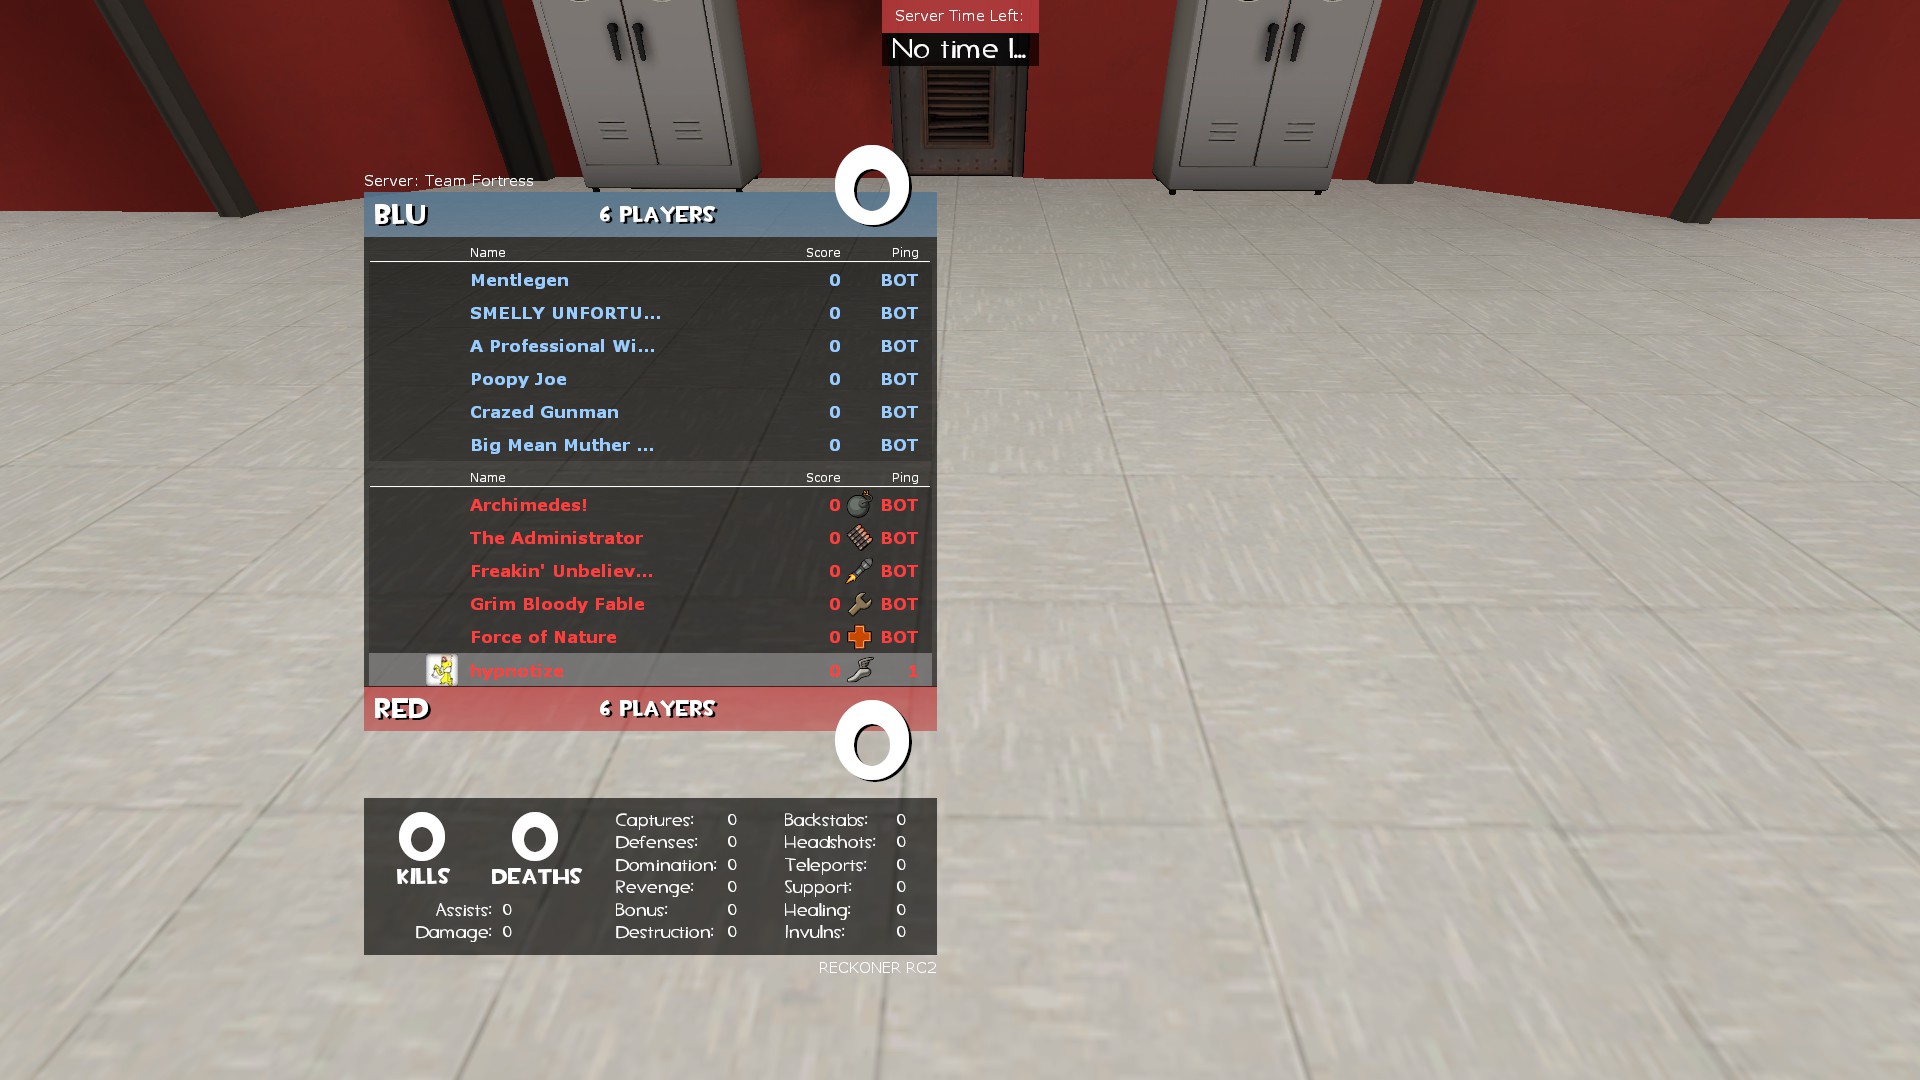 Server Time Left:
No time l...
Server: Team Fortress
BLU 6 PLAYERS 0
Name Score Ping
Mentlegen 0 BOT
SMELLY UNFORTU... 0 BOT
A Professional Wi... 0 BOT
Poopy Joe 0 BOT
Crazed Gunman 0 BOT
Big Mean Muther ... 0 BOT
Name Score Ping
Archimedes! 0 BOT
The Administrator 0 BOT
Freakin' Unbeliev... 0 BOT
Grim Bloody Fable 0 BOT
Force of Nature 0 BOT
hypnotize 0 1
RED 6 PLAYERS 0
0 KILLS
0 DEATHS
Assists: 0
Damage: 0
Captures: 0
Defenses: 0
Domination: 0
Revenge: 0
Bonus: 0
Destruction: 0
Backstabs: 0
Headshots: 0
Teleports: 0
Support: 0
Healing: 0
Invulns: 0
RECKONER RC2